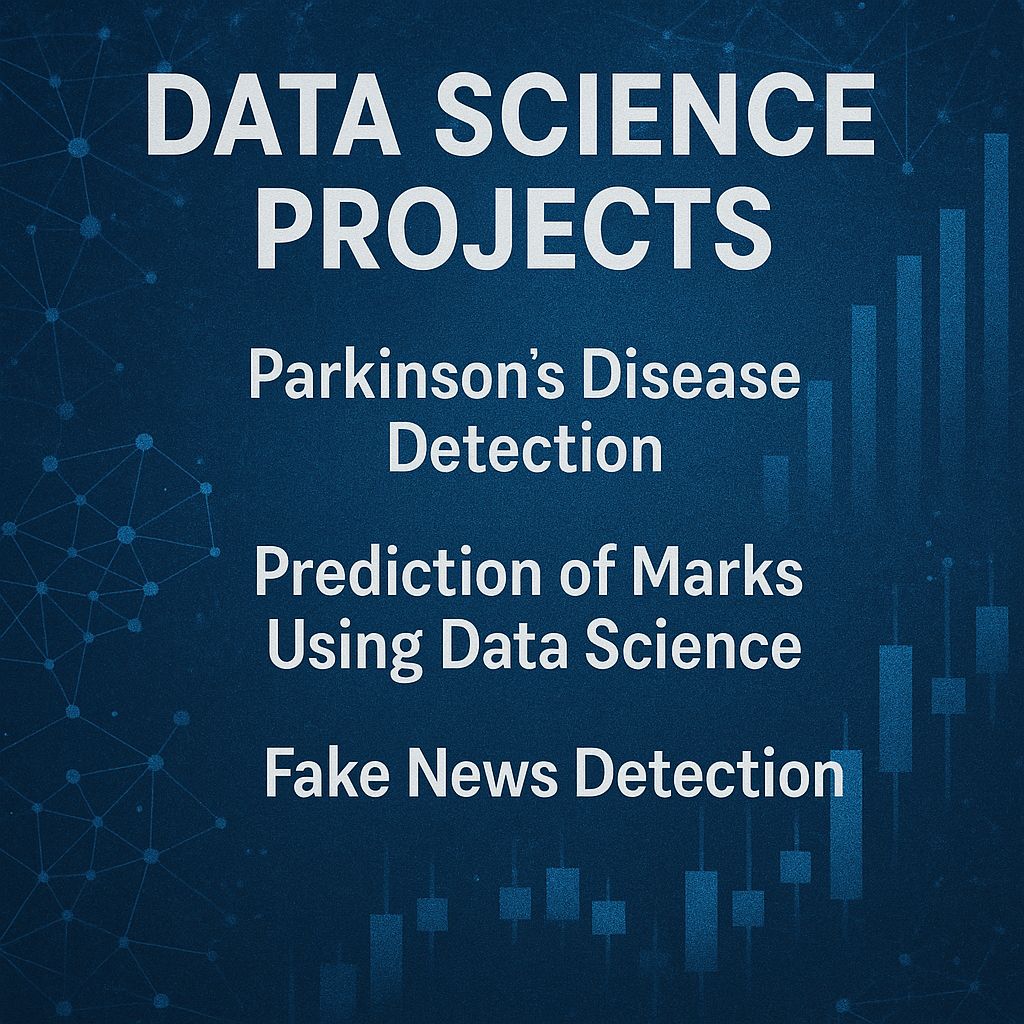 DATA SCIENCE
PROJECTS
Parkinson’s Disease
Detection
Prediction of Marks
Using Data Science
Fake News Detection